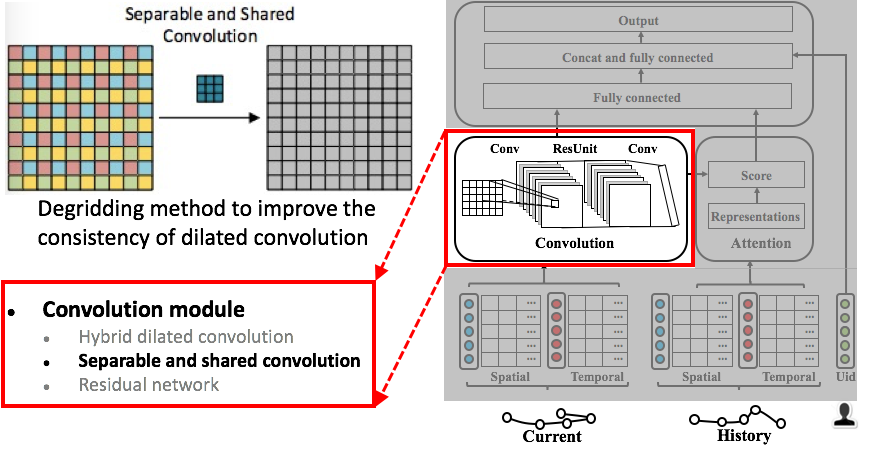 Separable and Shared
Convolution
Degridding method to improve the
consistency of dilated convolution
• Convolution module
• Hybrid dilated convolution
• Separable and shared convolution
• Residual network
Output
Concat and fully connected
Fully connected
Conv ResUnit Conv
Convolution
Score
Representations
Attention
... ...
... ...
... ...
... ...
... ...
Spatial Temporal
... ...
... ...
... ...
... ...
... ...
Spatial Temporal
Uid
Current
History